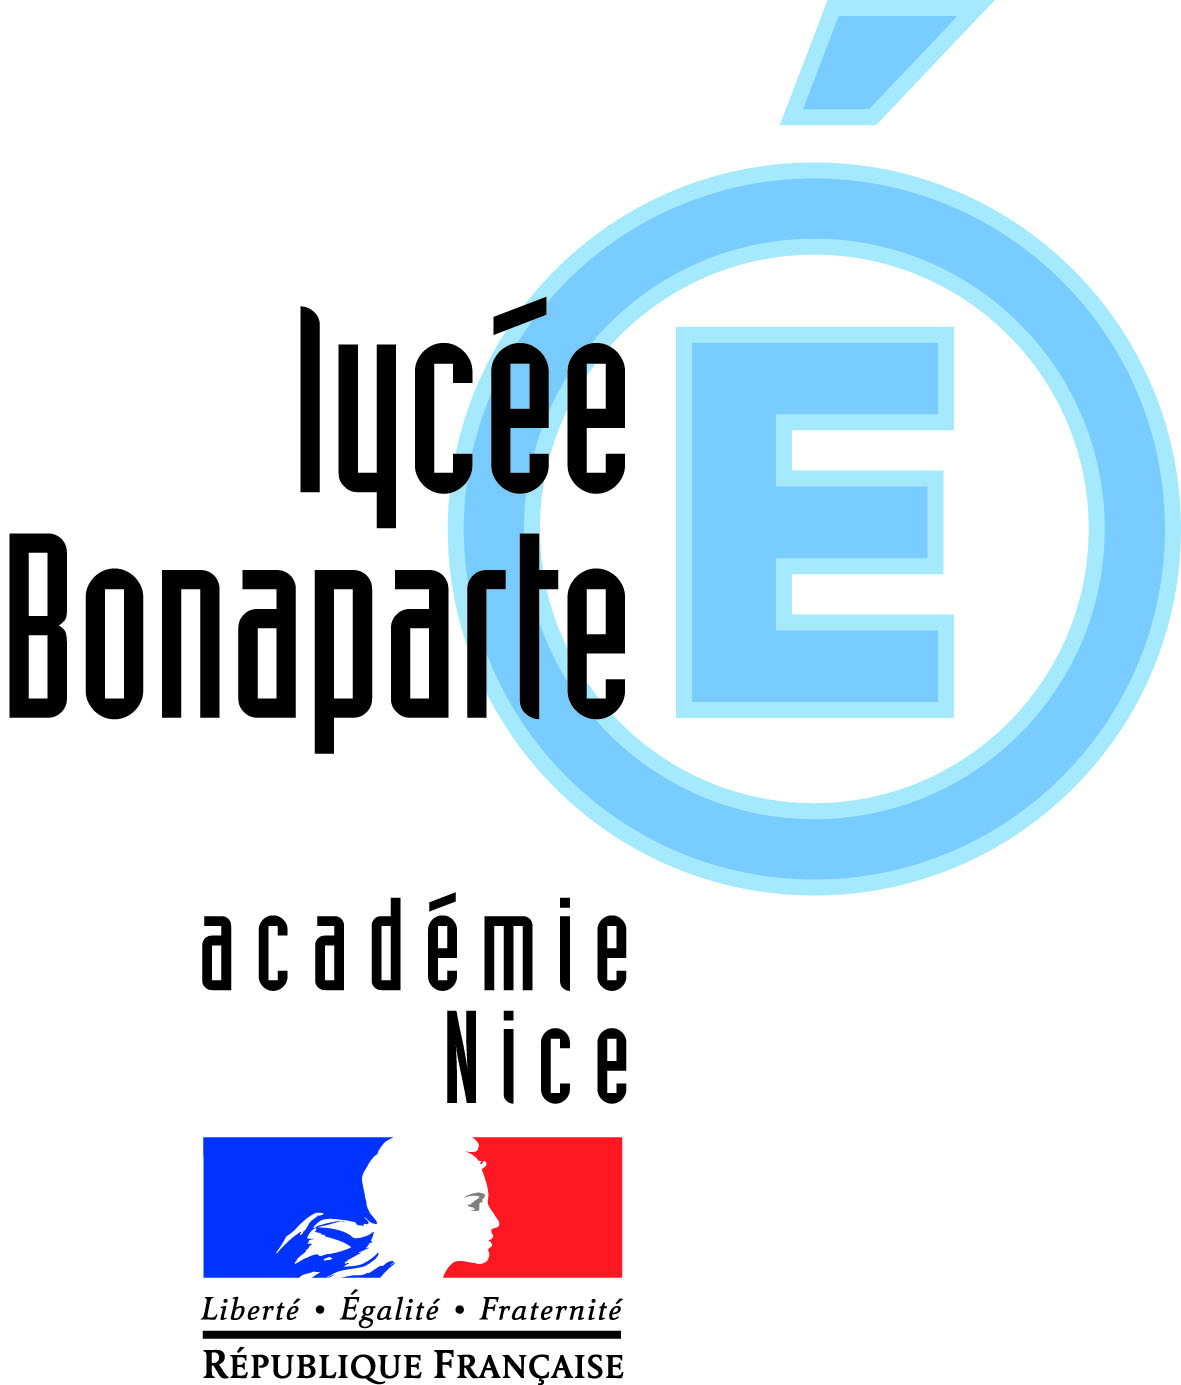 É
lycée
Bonaparte
académie
Nice
Liberté • Égalité • Fraternité
RÉPUBLIQUE FRANÇAISE